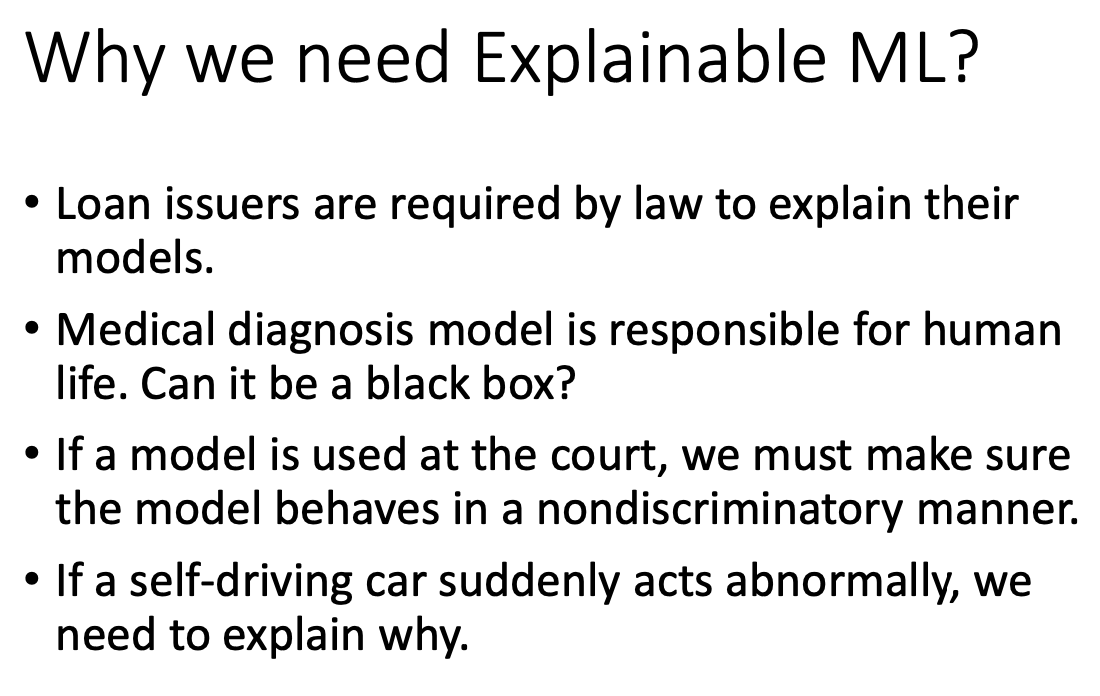 Why we need Explainable ML?
• Loan issuers are required by law to explain their
models.
• Medical diagnosis model is responsible for human
life. Can it be a black box?
• If a model is used at the court, we must make sure
the model behaves in a nondiscriminatory manner.
• If a self-driving car suddenly acts abnormally, we
need to explain why.